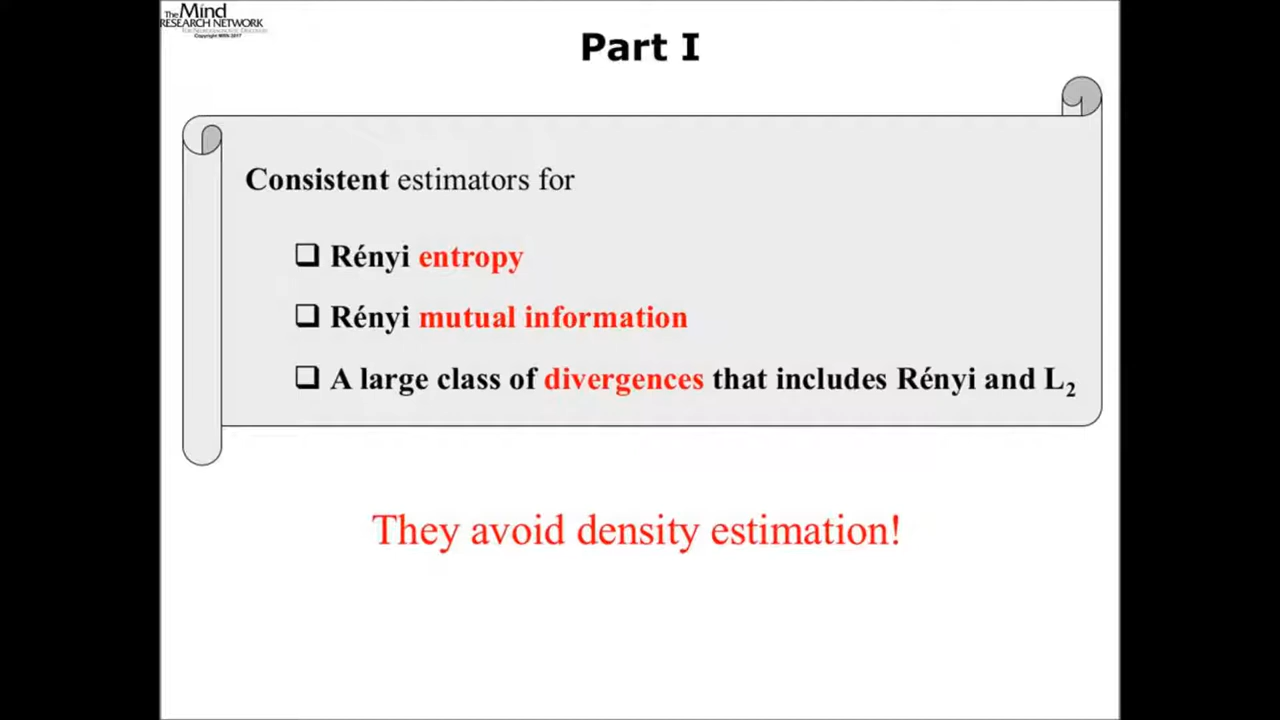 The Mind
RESEARCH NETWORK
FOR NEURODIAGNOSTIC DISCOVERY
Copyright MRN 2017
Part I
Consistent estimators for
❑ Rényi entropy
❑ Rényi mutual information
❑ A large class of divergences that includes Rényi and L₂
They avoid density estimation!